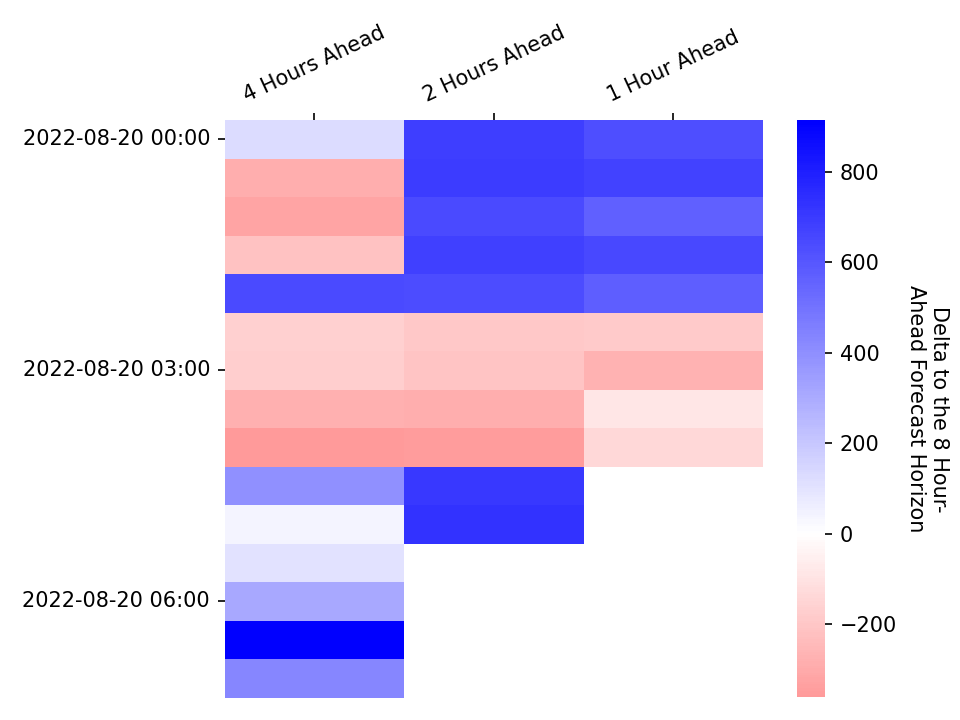 4 Hours Ahead
2 Hours Ahead
1 Hour Ahead
2022-08-20 00:00
2022-08-20 03:00
2022-08-20 06:00
800
600
400
200
0
−200
Delta to the 8 Hour-
Ahead Forecast Horizon